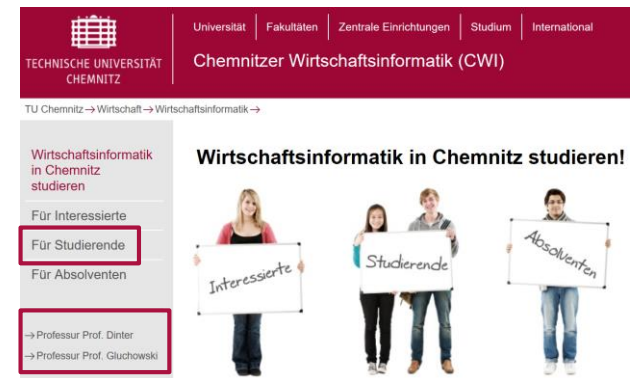 Universität Fakultäten Zentrale Einrichtungen Studium International
TECHNISCHE UNIVERSITÄT
CHEMNITZ
Chemnitzer Wirtschaftsinformatik (CWI)
TU Chemnitz→Wirtschaft→Wirtschaftsinformatik→
Wirtschaftsinformatik
in Chemnitz
studieren
Für Interessierte
Für Studierende
Für Absolventen
→Professur Prof. Dinter
→Professur Prof. Gluchowski
Wirtschaftsinformatik in Chemnitz studieren!
Interessierte
Studierende
Absolventen